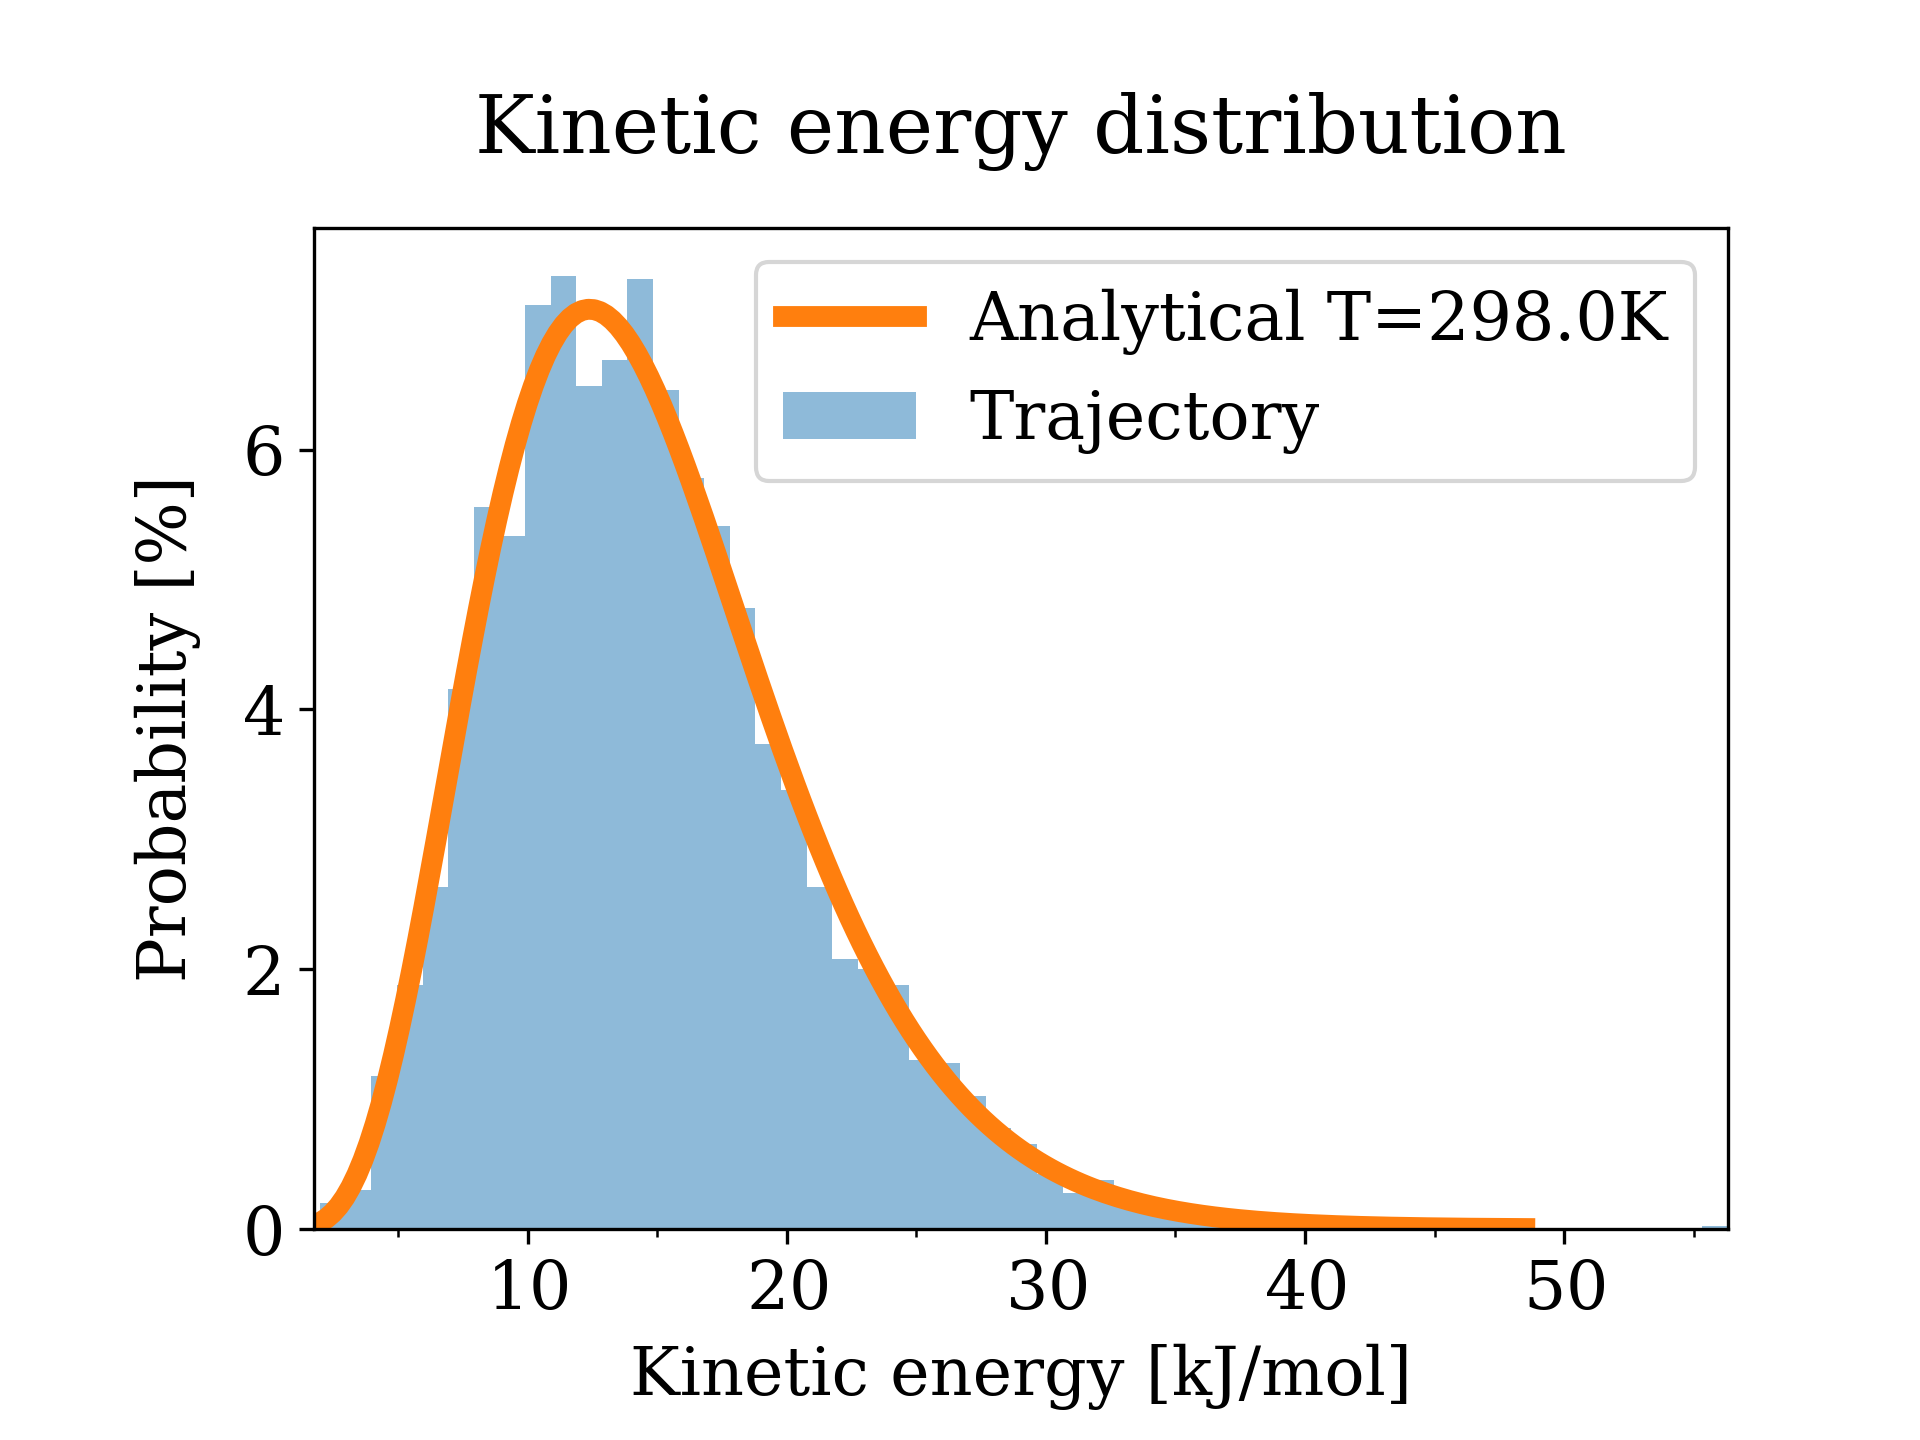 Kinetic energy distribution
Analytical T=298.0K
Trajectory
Probability [%]
6
4
2
0
10 20 30 40 50
Kinetic energy [kJ/mol]